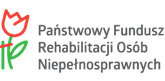 Państwowy Fundusz
Rehabilitacji Osób
Niepełnosprawnych